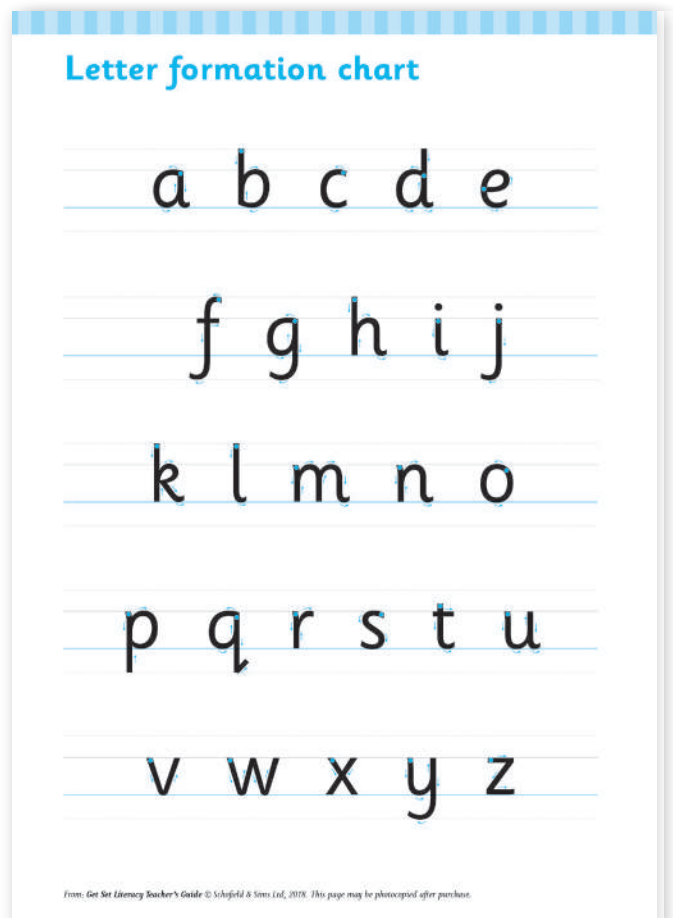 Letter formation chart
a b c d e
f g h i j
k l m n o
p q r s t u
v w x y z
From: Get Set Literacy Teacher's Guide © Schofield & Sims Ltd, 2018. This page may be photocopied after purchase.